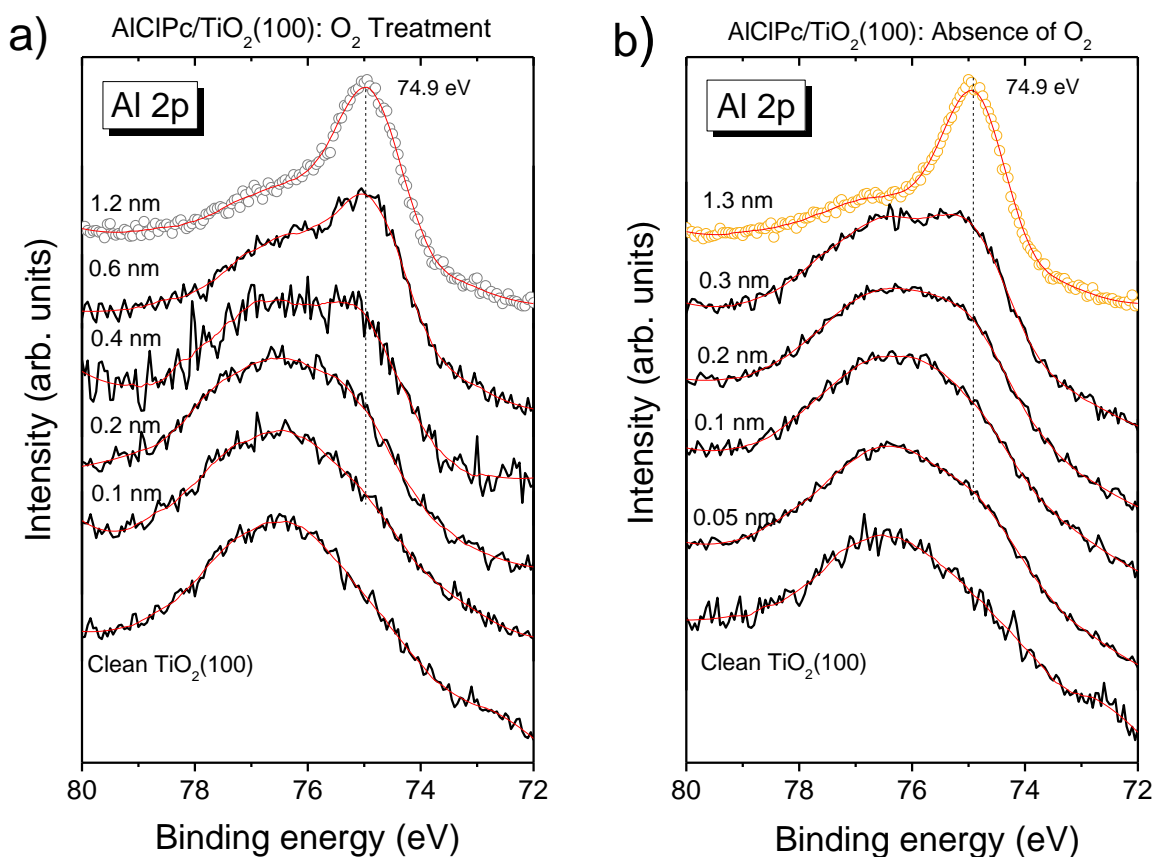 a)
AlClPc/TiO₂(100): O₂ Treatment
Al 2p
74.9 eV
1.2 nm
0.6 nm
0.4 nm
0.2 nm
0.1 nm
Clean TiO₂(100)
Intensity (arb. units)
80 78 76 74 72
Binding energy (eV)
b)
AlClPc/TiO₂(100): Absence of O₂
Al 2p
74.9 eV
1.3 nm
0.3 nm
0.2 nm
0.1 nm
0.05 nm
Clean TiO₂(100)
Intensity (arb. units)
80 78 76 74 72
Binding energy (eV)